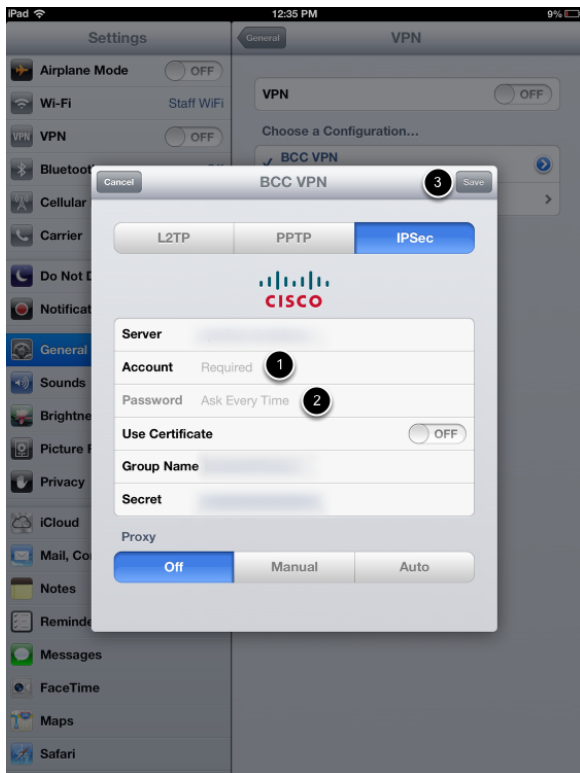 iPad 12:35 PM 9%
Settings
General VPN
Airplane Mode OFF
Wi-Fi Staff WiFi
VPN VPN OFF
Bluetoot
Cellular
Carrier
Do Not D
Notificat
General
Sounds
Brightne
Picture F
Privacy
iCloud
Mail, Co
Notes
Reminde
Messages
FaceTime
Maps
Safari
VPN OFF
Choose a Configuration...
BCC VPN
Cancel BCC VPN 3 Save
L2TP PPTP IPSec
CISCO
Server
Account Required 1
Password Ask Every Time 2
Use Certificate OFF
Group Name
Secret
Proxy
Off Manual Auto